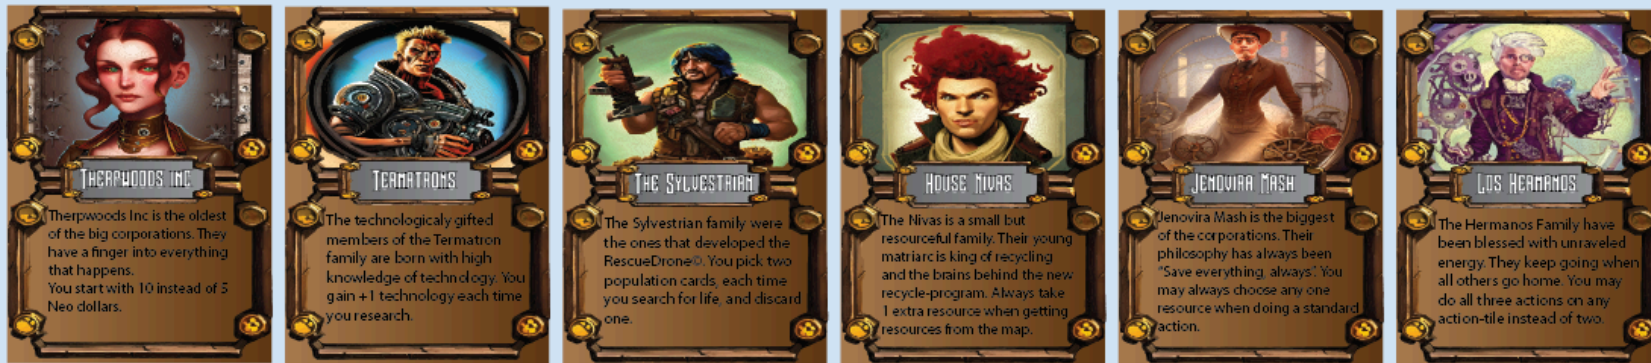 THERPWOODS INC
Therpwoods Inc is the oldest
of the big corporations. They
have a finger into everything
that happens.
You start with 10 instead of 5
Neo dollars.
TERMATRONS
The technologicaly gifted
members of the Termatron
family are born with high
knowledge of technology. You
gain +1 technology each time
you research.
THE SYLVESTRIAN
The Sylvestrian family were
the ones that developed the
RescueDrone©. You pick two
population cards, each time
you search for life, and discard
one.
HOUSE NIVAS
The Nivas is a small but
resourceful family. Their young
matriarc is king of recycling
and the brains behind the new
recycle-program. Always take
1 extra resource when getting
resources from the map.
JENOVIRA MASH
Jenovira Mash is the biggest
of the corporations. Their
philosophy has always been
"Save everything, always". You
may always choose any one
resource when doing a standard
action.
LOS HERMANOS
The Hermanos Family have
been blessed with unraveled
energy. They keep going when
all others go home. You may
do all three actions on any
action-tile instead of two.